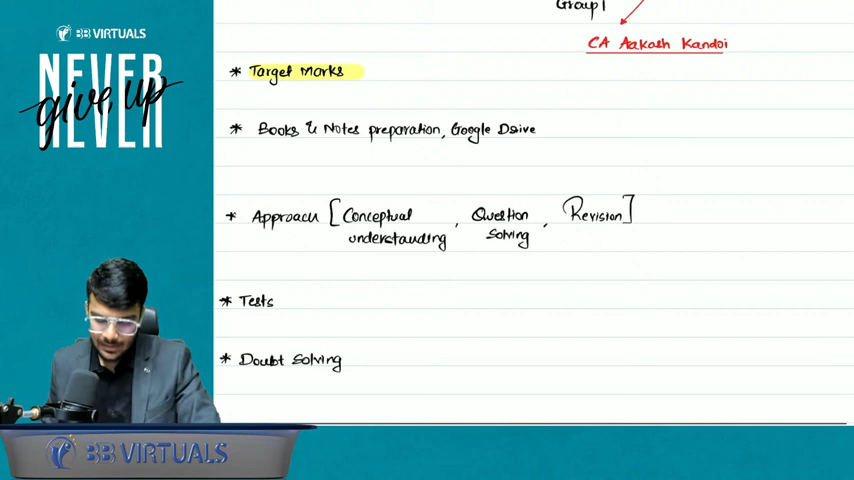 BB VIRTUALS
NEVER
give up
NEVER
Group 1
CA Aakash Kandoi
* Target Marks
* Books & Notes preparation, Google Drive
* Approach [Conceptual understanding, Question solving, Revision]
* Tests
* Doubt Solving
BB VIRTUALS